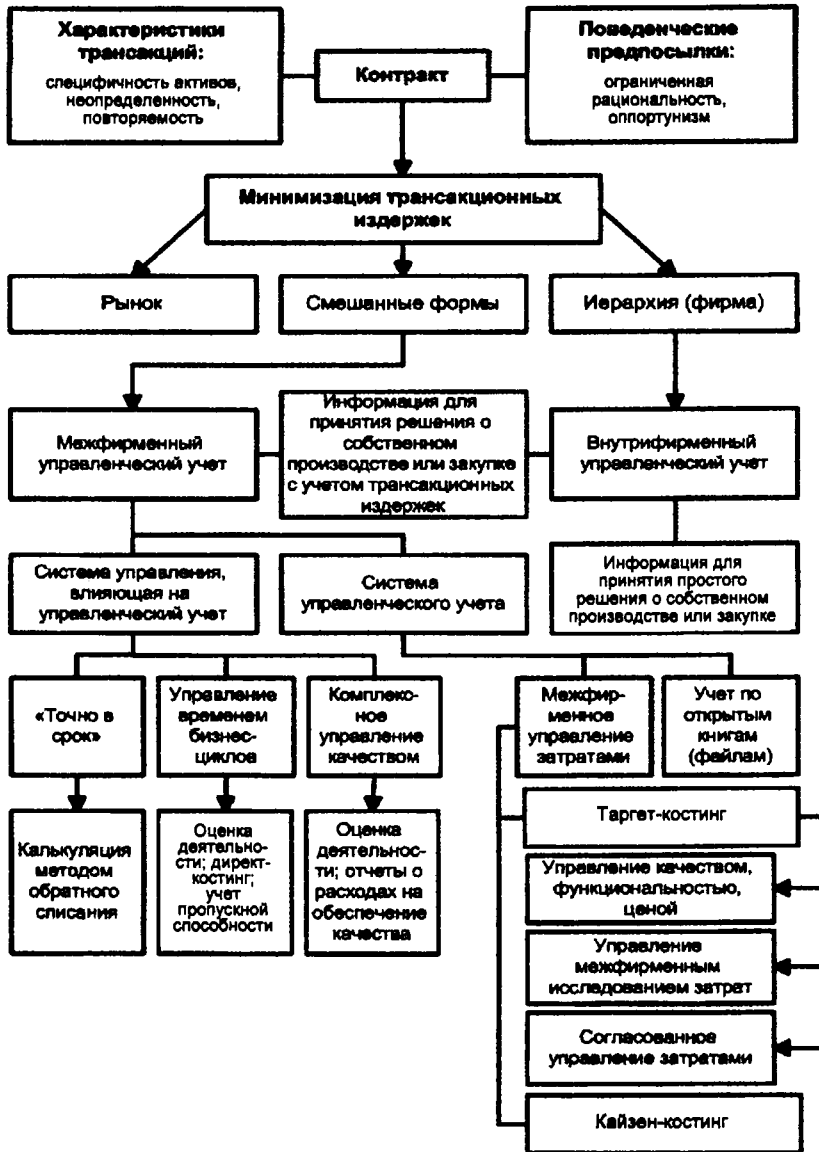 Характеристики
трансакций:
специфичность активов,
неопределенность,
повторяемость
Контракт
Поведенческие
предпосылки:
ограниченная
рациональность,
оппортунизм
Минимизация трансакционных
издержек
Рынок
Смешанные формы
Иерархия (фирма)
Межфирменный
управленческий учет
Информация для
принятия решения о
собственном
производстве или закупке
с учетом трансакционных
издержек
Внутрифирменный
управленческий учет
Система управления,
влияющая на
управленческий учет
Система
управленческого учета
Информация для
принятия простого
решения о собственном
производстве или закупке
«Точно в
срок»
Управление
временем
бизнес-
циклов
Комплекс-
ное
управление
качеством
Межфир-
менное
управление
затратами
Учет по
открытым
книгам
(файлам)
Калькуляция
методом
обратного
списания
Оценка
деятельно-
сти; директ-
костинг;
учет
пропускной
способности
Оценка
деятельнос-
ти; отчеты о
расходах на
обеспечение
качества
Таргет-костинг
Управление качеством,
функциональностью,
ценой
Управление
межфирменным
исследованием затрат
Согласованное
управление затратами
Кайзен-костинг